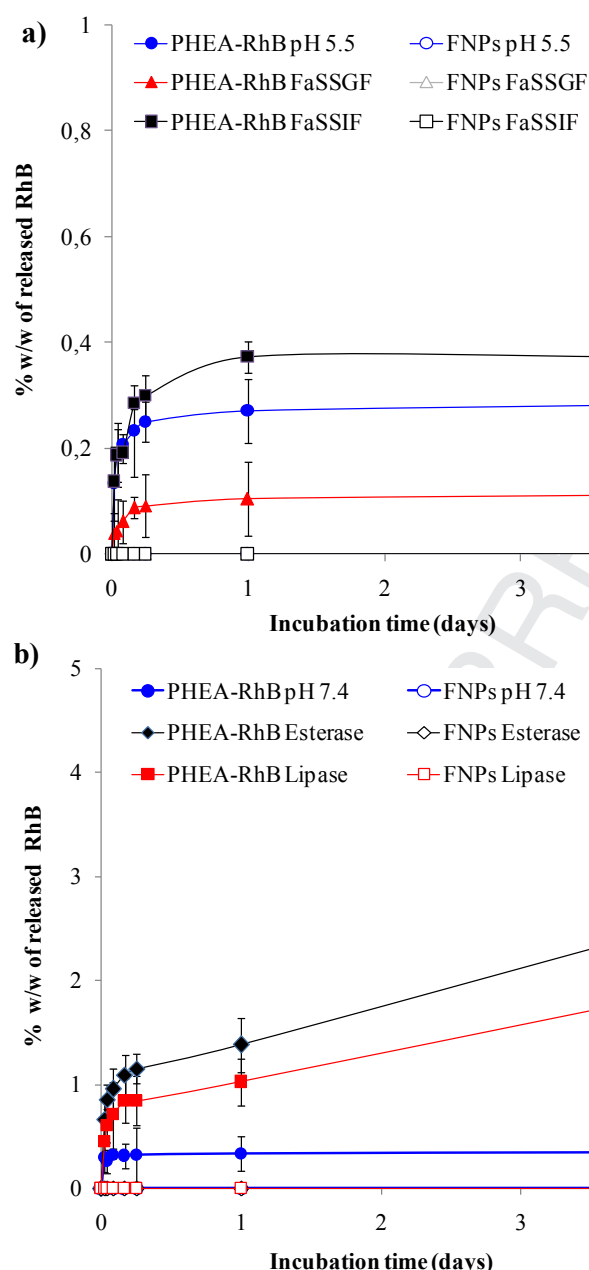 a)
PHEA-RhB pH 5.5 FNPs pH 5.5
PHEA-RhB FaSSGF FNPs FaSSGF
PHEA-RhB FaSSIF FNPs FaSSIF
1
0,8
0,6
0,4
0,2
0
% w/w of released RhB
0 1 2 3
Incubation time (days)
b)
PHEA-RhB pH 7.4 FNPs pH 7.4
PHEA-RhB Esterase FNPs Esterase
PHEA-RhB Lipase FNPs Lipase
5
4
3
2
1
0
% w/w of released RhB
0 1 2 3
Incubation time (days)